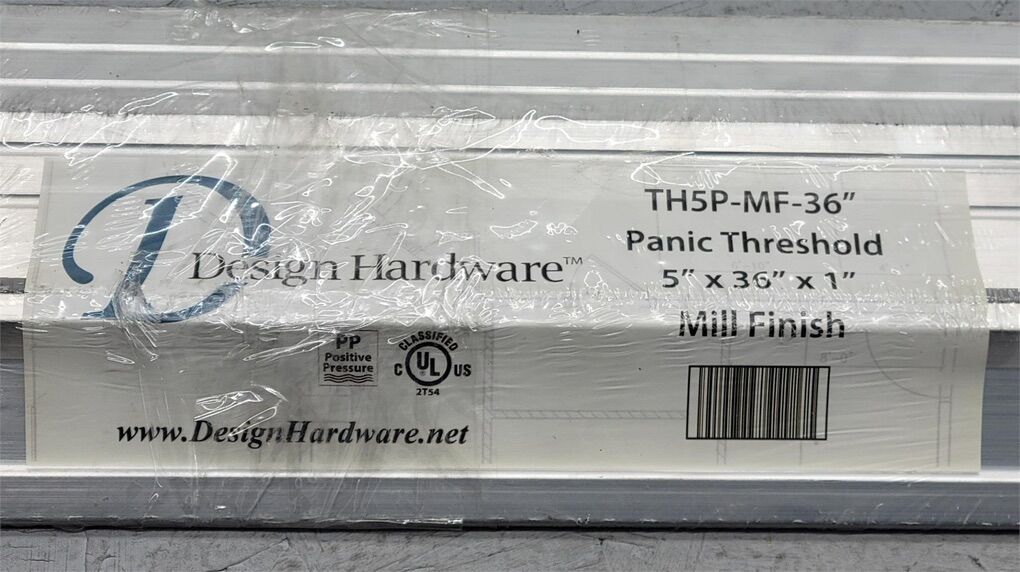 D
Design Hardware™
TH5P-MF-36”
Panic Threshold
5” x 36” x 1”
Mill Finish
PP
Positive
Pressure
CLASSIFIED
C UL US
®
2T54
www.DesignHardware.net